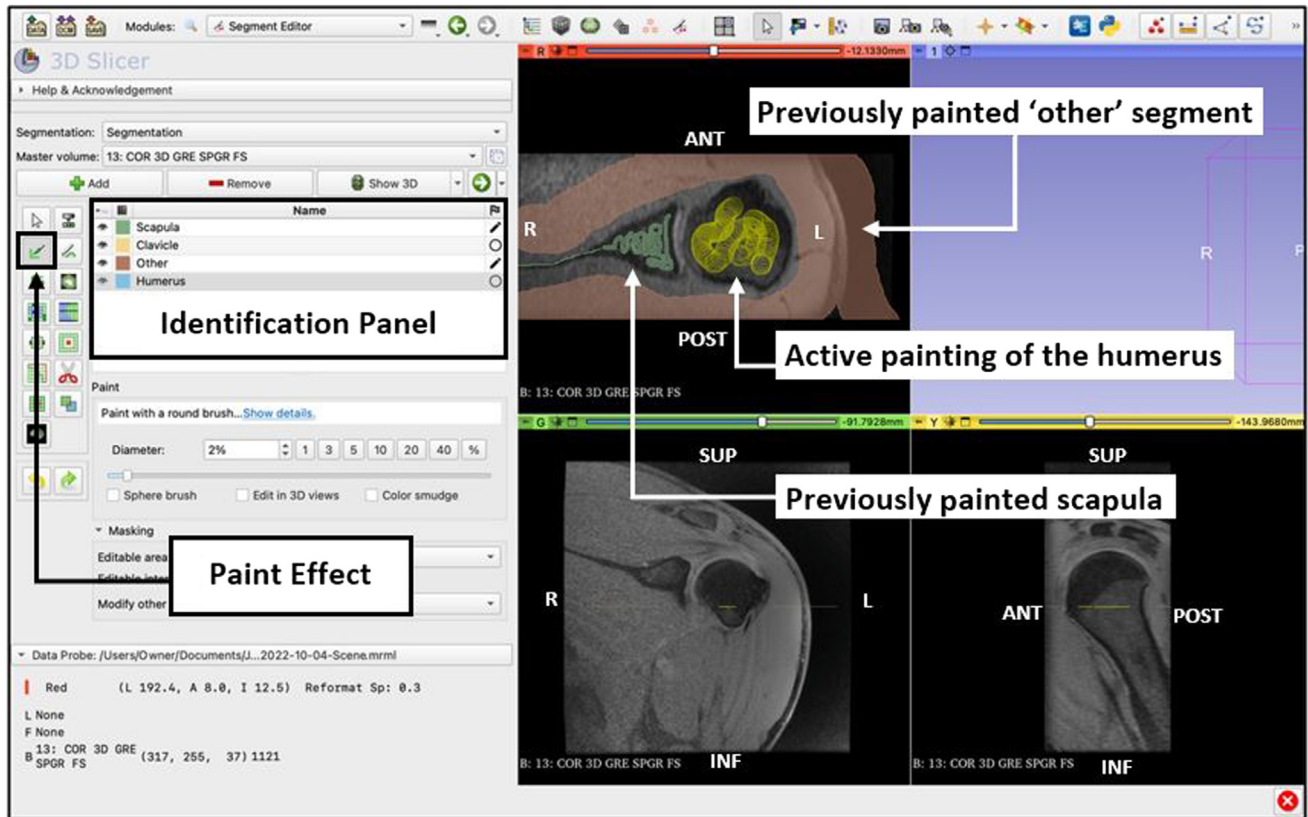 Modules:
Segment Editor
3D Slicer
Help & Acknowledgement
Segmentation: Segmentation
Master volume: 13: COR 3D GRE SPGR FS
Add
Remove
Show 3D
Name
Scapula
Clavicle
Other
Humerus
Identification Panel
Paint
Paint with a round brush...Show details.
Diameter: 2% 1 3 5 10 20 40 %
Sphere brush Edit in 3D views Color smudge
Masking
Editable area
Modify other
Paint Effect
Data Probe: /Users/Owner/Documents/J...2022-10-04-Scene.mrml
Red (L 192.4, A 8.0, I 12.5) Reformat Sp: 0.3
L None
F None
B 13: COR 3D GRE SPGR FS (317, 255, 37) 1121
R -12.1330mm
ANT
R
L
POST
B: 13: COR 3D GRE SPGR FS
1
Previously painted ‘other’ segment
R
P
Active painting of the humerus
Previously painted scapula
G -91.7928mm
SUP
R
L
INF
B: 13: COR 3D GRE SPGR FS
Y -143.9680mm
SUP
ANT
POST
INF
B: 13: COR 3D GRE SPGR FS